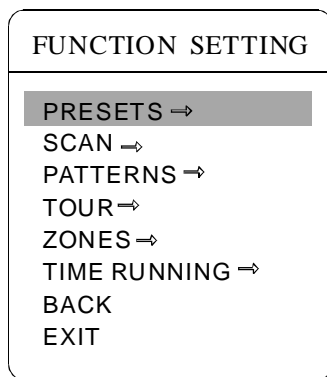 FUNCTION SETTING
PRESETS ⇒
SCAN ⇒
PATTERNS ⇒
TOUR ⇒
ZONES ⇒
TIME RUNNING ⇒
BACK
EXIT